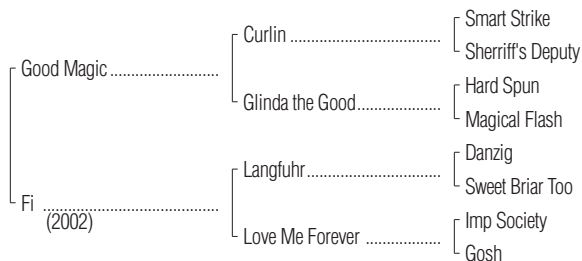 Smart Strike
Curlin ..........................................
Sherriff's Deputy
Good Magic..............................
Hard Spun
Glinda the Good.......................
Magical Flash
Danzig
Langfuhr.....................................
Sweet Briar Too
Fi ................................................
(2002)
Imp Society
Love Me Forever .....................
Gosh